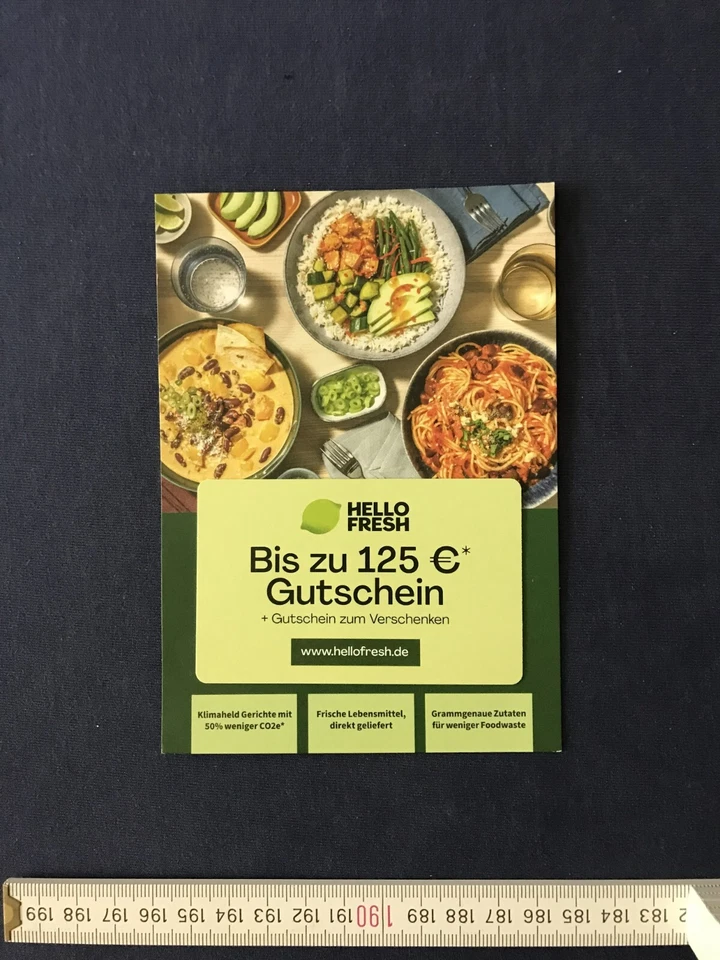 HELLO
FRESH
Bis zu 125 €*
Gutschein
+ Gutschein zum Verschenken
www.hellofresh.de
Klimaheld Gerichte mit
50% weniger CO2e*
Frische Lebensmittel,
direkt geliefert
Grammgenaue Zutaten
für weniger Foodwaste
199 198 197 196 195 194 193 192 191 190 189 188 187 186 185 184 183